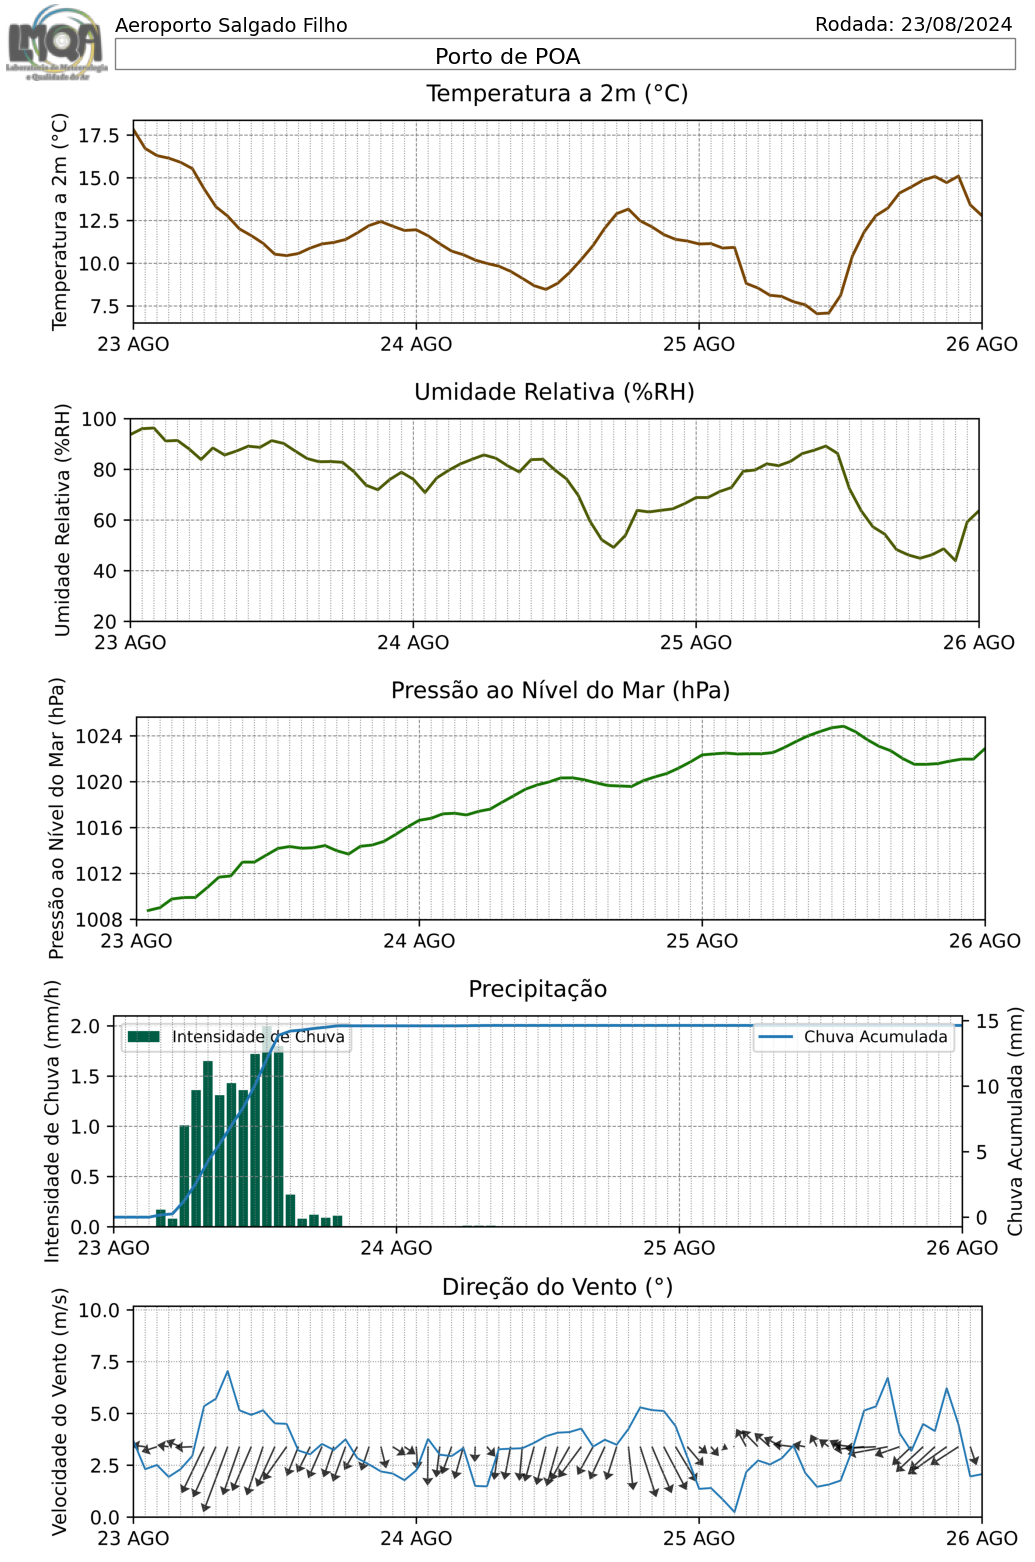 LMQA
Laboratório de Meteorologia
e Qualidade do Ar
Aeroporto Salgado Filho
Rodada: 23/08/2024
Porto de POA
Temperatura a 2m (°C)
Temperatura a 2m (°C)
17.5
15.0
12.5
10.0
7.5
23 AGO 24 AGO 25 AGO 26 AGO
Umidade Relativa (%RH)
Umidade Relativa (%RH)
100
80
60
40
20
23 AGO 24 AGO 25 AGO 26 AGO
Pressão ao Nível do Mar (hPa)
Pressão ao Nível do Mar (hPa)
1024
1020
1016
1012
1008
23 AGO 24 AGO 25 AGO 26 AGO
Precipitação
Intensidade de Chuva (mm/h)
2.0
1.5
1.0
0.5
0.0
Intensidade de Chuva
Chuva Acumulada
15
10
5
0
Chuva Acumulada (mm)
23 AGO 24 AGO 25 AGO 26 AGO
Direção do Vento (°)
Velocidade do Vento (m/s)
10.0
7.5
5.0
2.5
0.0
23 AGO 24 AGO 25 AGO 26 AGO